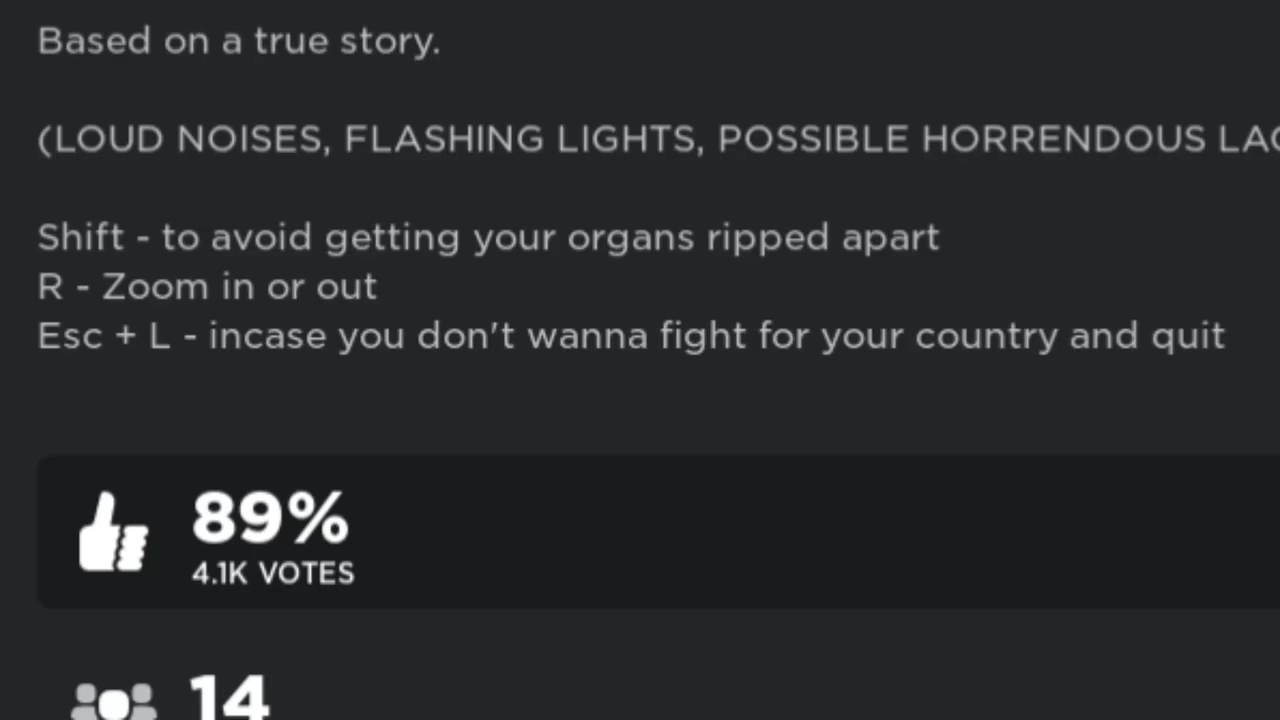 Based on a true story.
(LOUD NOISES, FLASHING LIGHTS, POSSIBLE HORRENDOUS
Shift - to avoid getting your organs ripped apart
R - Zoom in or out
Esc + L - incase you don't wanna fight for your country and quit
89%
4.1K VOTES
14